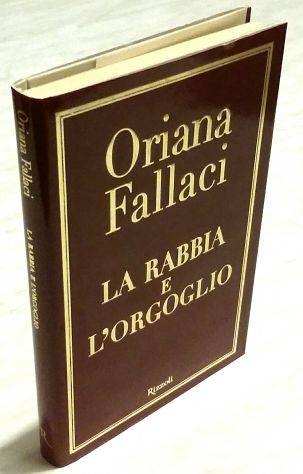 Oriana Fallaci
LA RABBIA E L'ORGOGLIO
Oriana
Fallaci
LA RABBIA
E
L'ORGOGLIO
Rizzoli